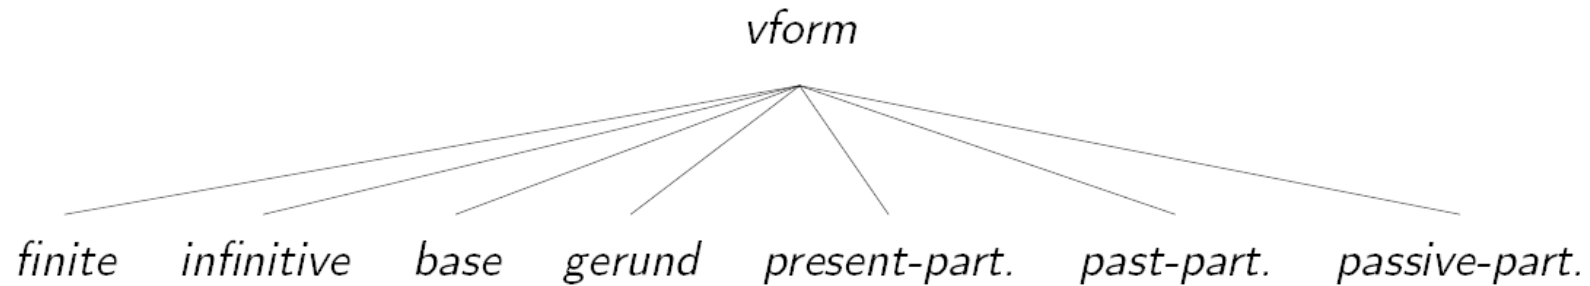 vform
finite infinitive base gerund present-part. past-part. passive-part.